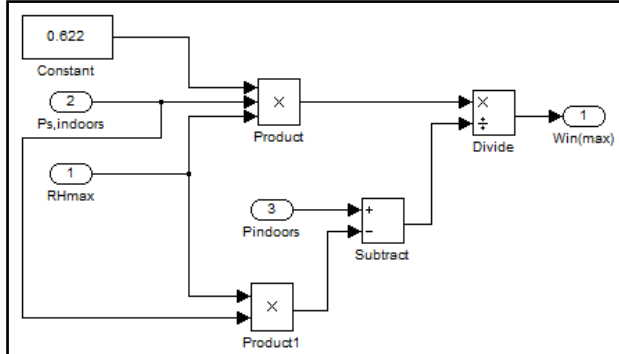 0.622
Constant
2
Ps,indoors
×
Product
1
RHmax
×
÷
Divide
1
Win(max)
3
Pindoors
+
−
Subtract
×
Product1